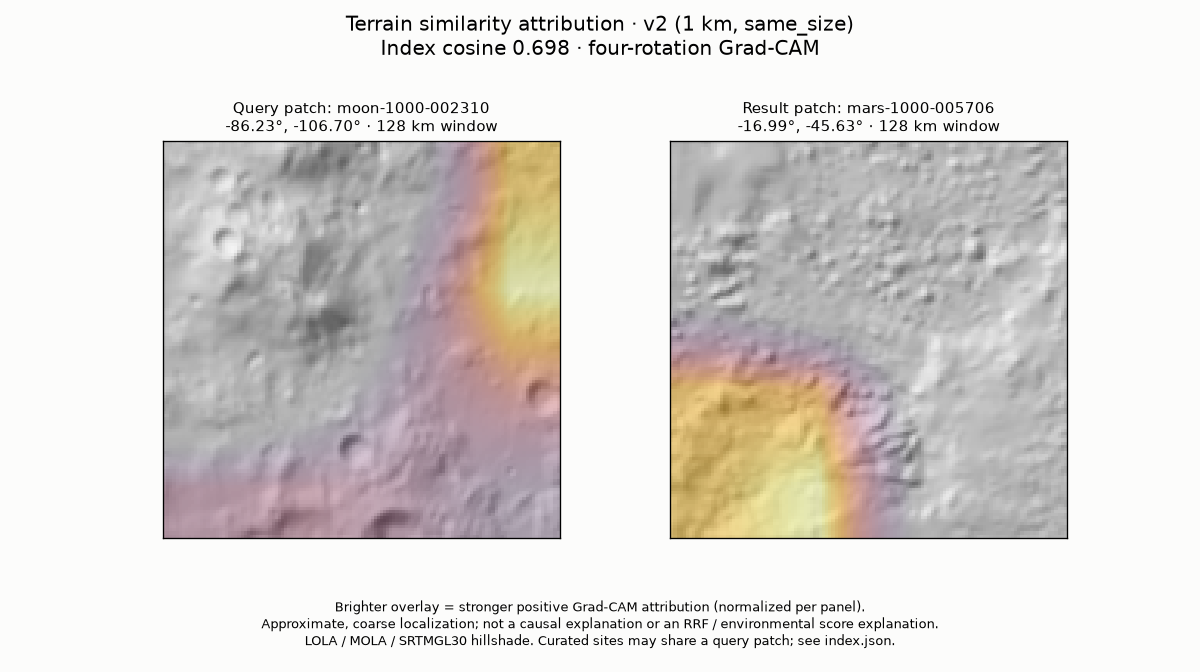 Terrain similarity attribution · v2 (1 km, same_size)
Index cosine 0.698 · four-rotation Grad-CAM
Query patch: moon-1000-002310
-86.23°, -106.70° · 128 km window
Result patch: mars-1000-005706
-16.99°, -45.63° · 128 km window
Brighter overlay = stronger positive Grad-CAM attribution (normalized per panel).
Approximate, coarse localization; not a causal explanation or an RRF / environmental score explanation.
LOLA / MOLA / SRTMGL30 hillshade. Curated sites may share a query patch; see index.json.